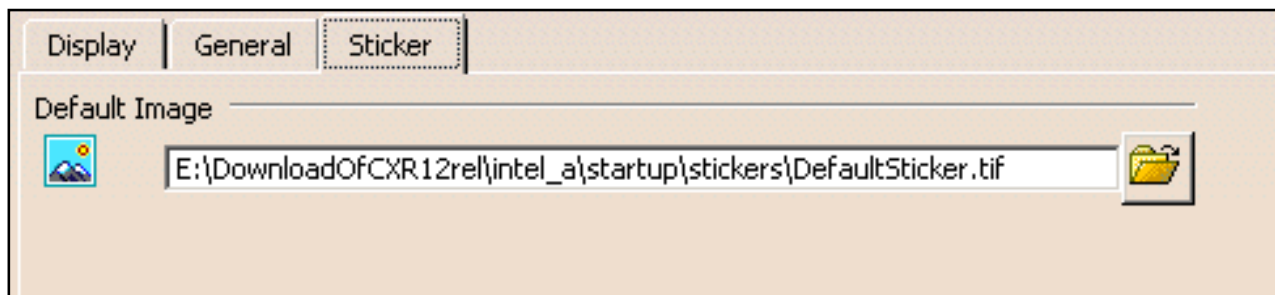 Display General Sticker
Default Image
E:\DownloadOfCXR12rel\intel_a\startup\stickers\DefaultSticker.tif